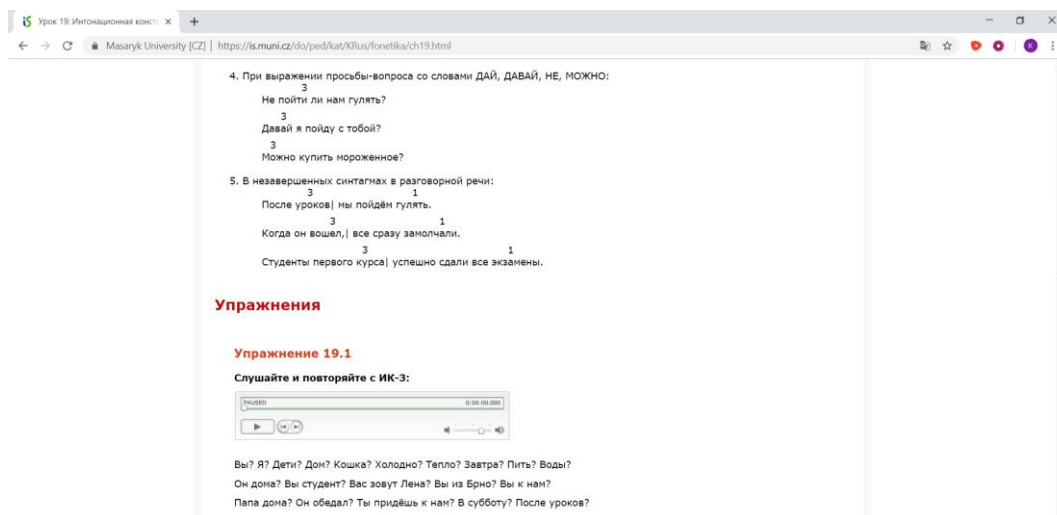 Урок 19: Интонационная конст
Masaryk University [CZ] | https://is.muni.cz/do/ped/kat/KRus/fonetika/ch19.html
K
4. При выражении просьбы-вопроса со словами ДАЙ, ДАВАЙ, НЕ, МОЖНО:
3
Не пойти ли нам гулять?
3
Давай я пойду с тобой?
3
Можно купить мороженное?
5. В незавершенных синтагмах в разговорной речи:
3 1
После уроков| мы пойдём гулять.
3 1
Когда он вошел,| все сразу замолчали.
3 1
Студенты первого курса| успешно сдали все экзамены.
Упражнения
Упражнение 19.1
Слушайте и повторяйте с ИК-3:
PAUSED 0:00:00.000
Вы? Я? Дети? Дом? Кошка? Холодно? Тепло? Завтра? Пить? Воды?
Он дома? Вы студент? Вас зовут Лена? Вы из Брно? Вы к нам?
Папа дома? Он обедал? Ты придёшь к нам? В субботу? После уроков?